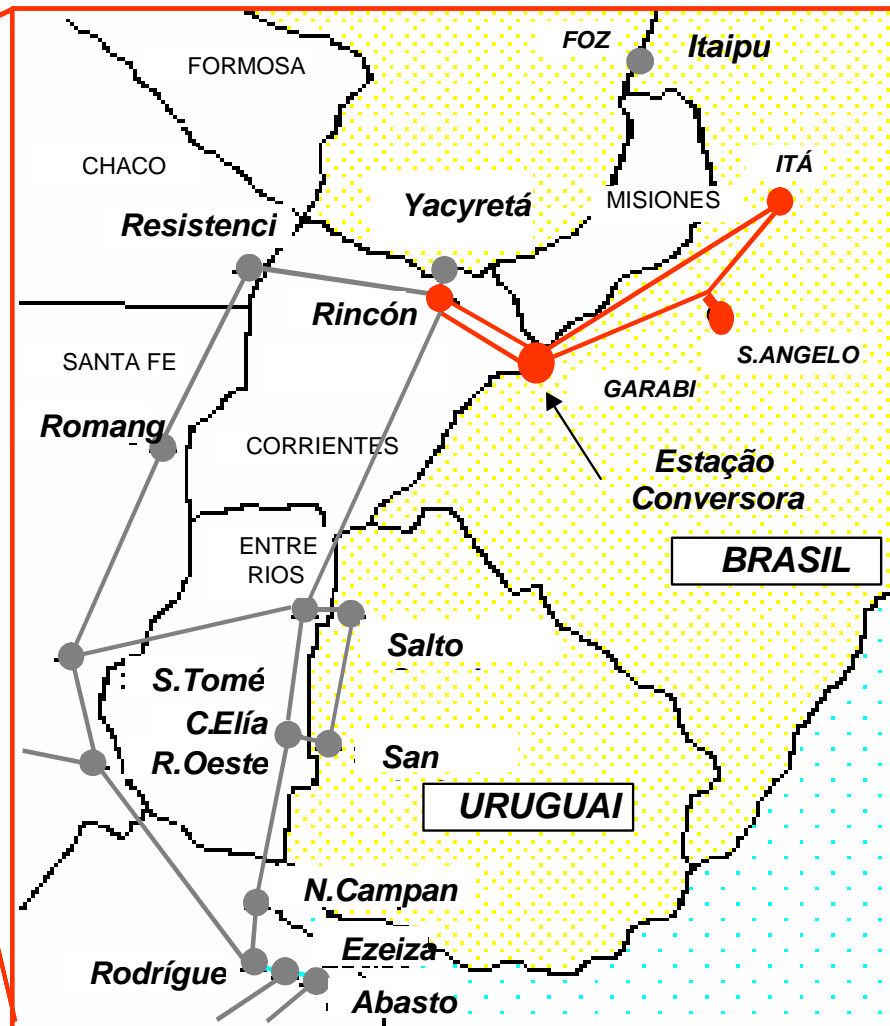 FOZ
Itaipu
FORMOSA
CHACO
ITÁ
MISIONES
Yacyretá
Resistenci
Rincón
SANTA FE
S.ANGELO
GARABI
Romang
CORRIENTES
Estação
Conversora
ENTRE
RIOS
BRASIL
Salto
S.Tomé
C.Elía
R.Oeste
San
URUGUAI
N.Campan
Ezeiza
Rodrígue
Abasto